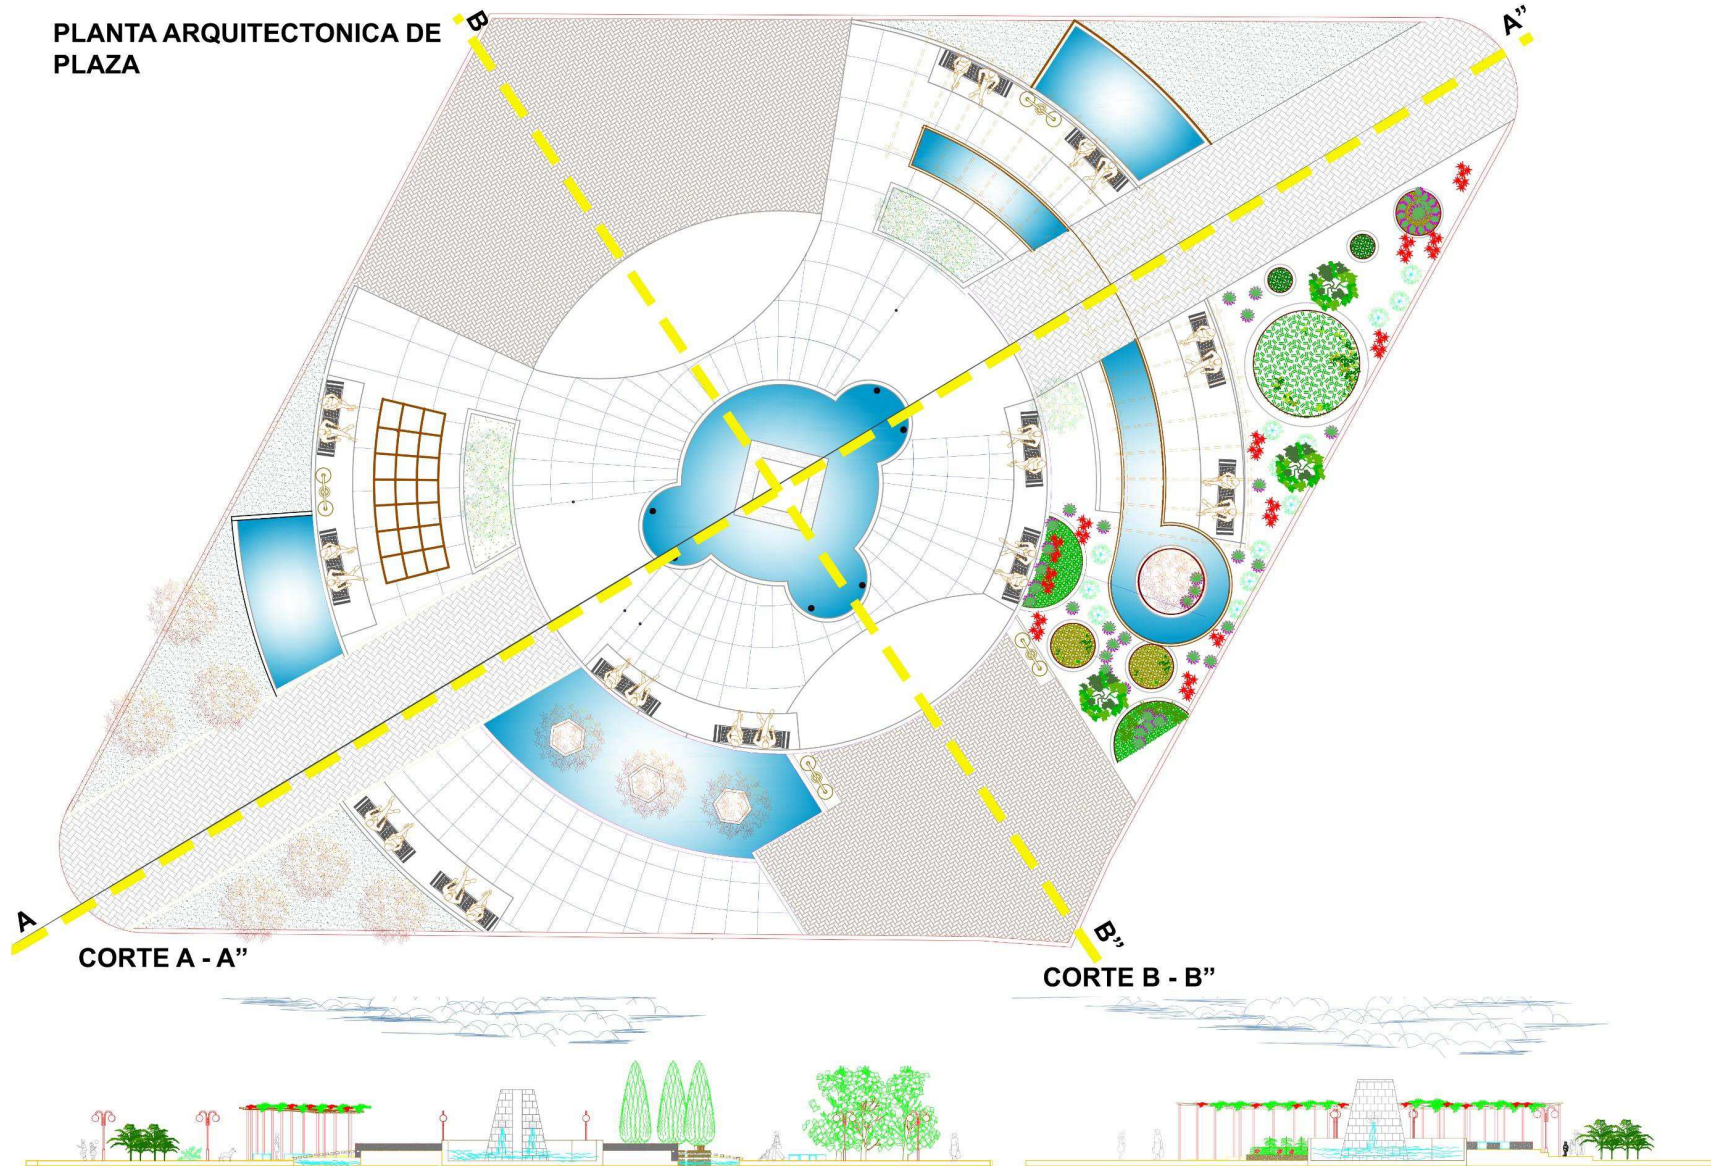 PLANTA ARQUITECTONICA DE
PLAZA
B
A”
A
B”
CORTE A - A”
CORTE B - B”